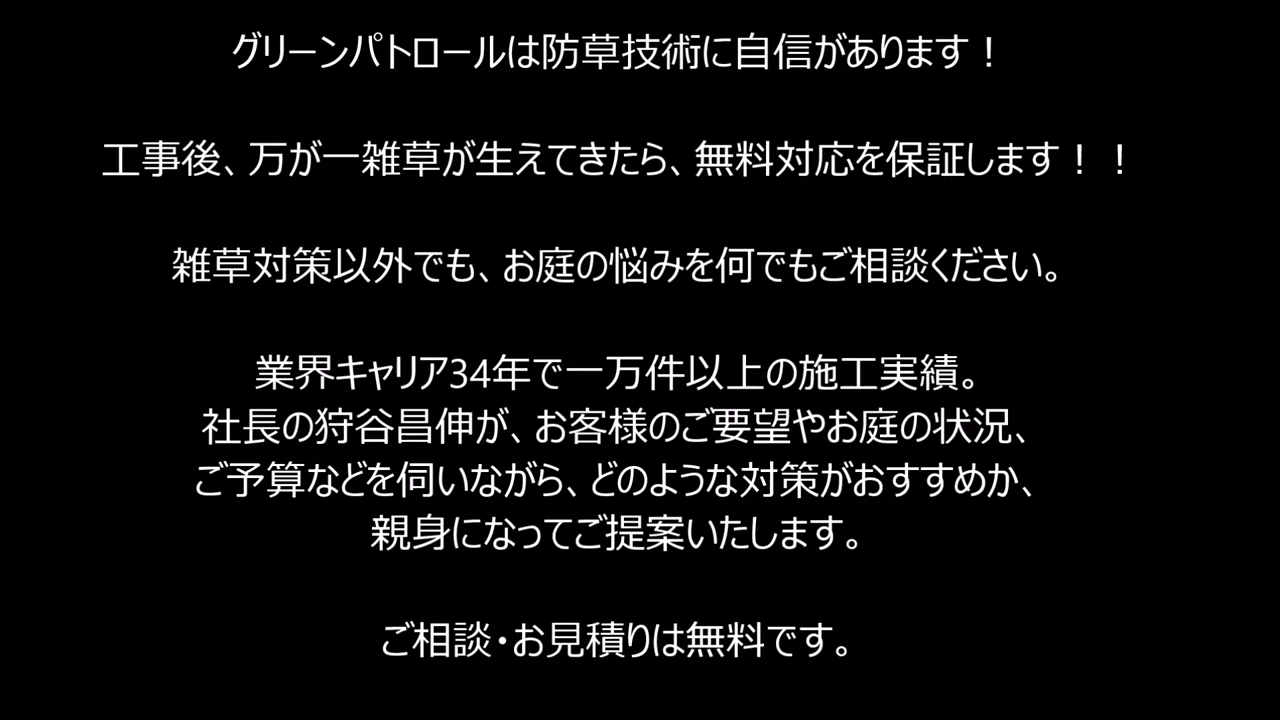 グリーンパトロールは防草技術に自信があります！
工事後、万が一雑草が生えてきたら、無料対応を保証します！！
雑草対策以外でも、お庭の悩みを何でもご相談ください。
業界キャリア34年で一万件以上の施工実績。
社長の狩谷昌伸が、お客様のご要望やお庭の状況、
ご予算などを伺いながら、どのような対策がおすすめか、
親身になってご提案いたします。
ご相談・お見積りは無料です。